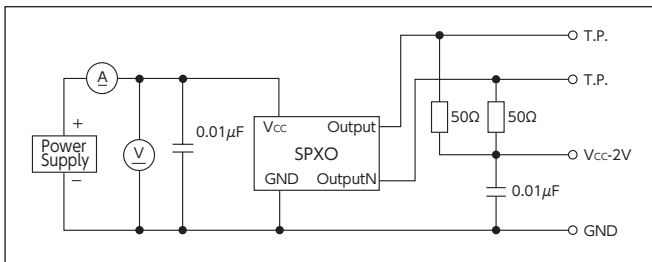 T.P.
A
T.P.
+
0.01μF
Vcc Output
50Ω 50Ω
Power
Supply
V
SPXO
Vcc-2V
−
GND OutputN
0.01μF
GND